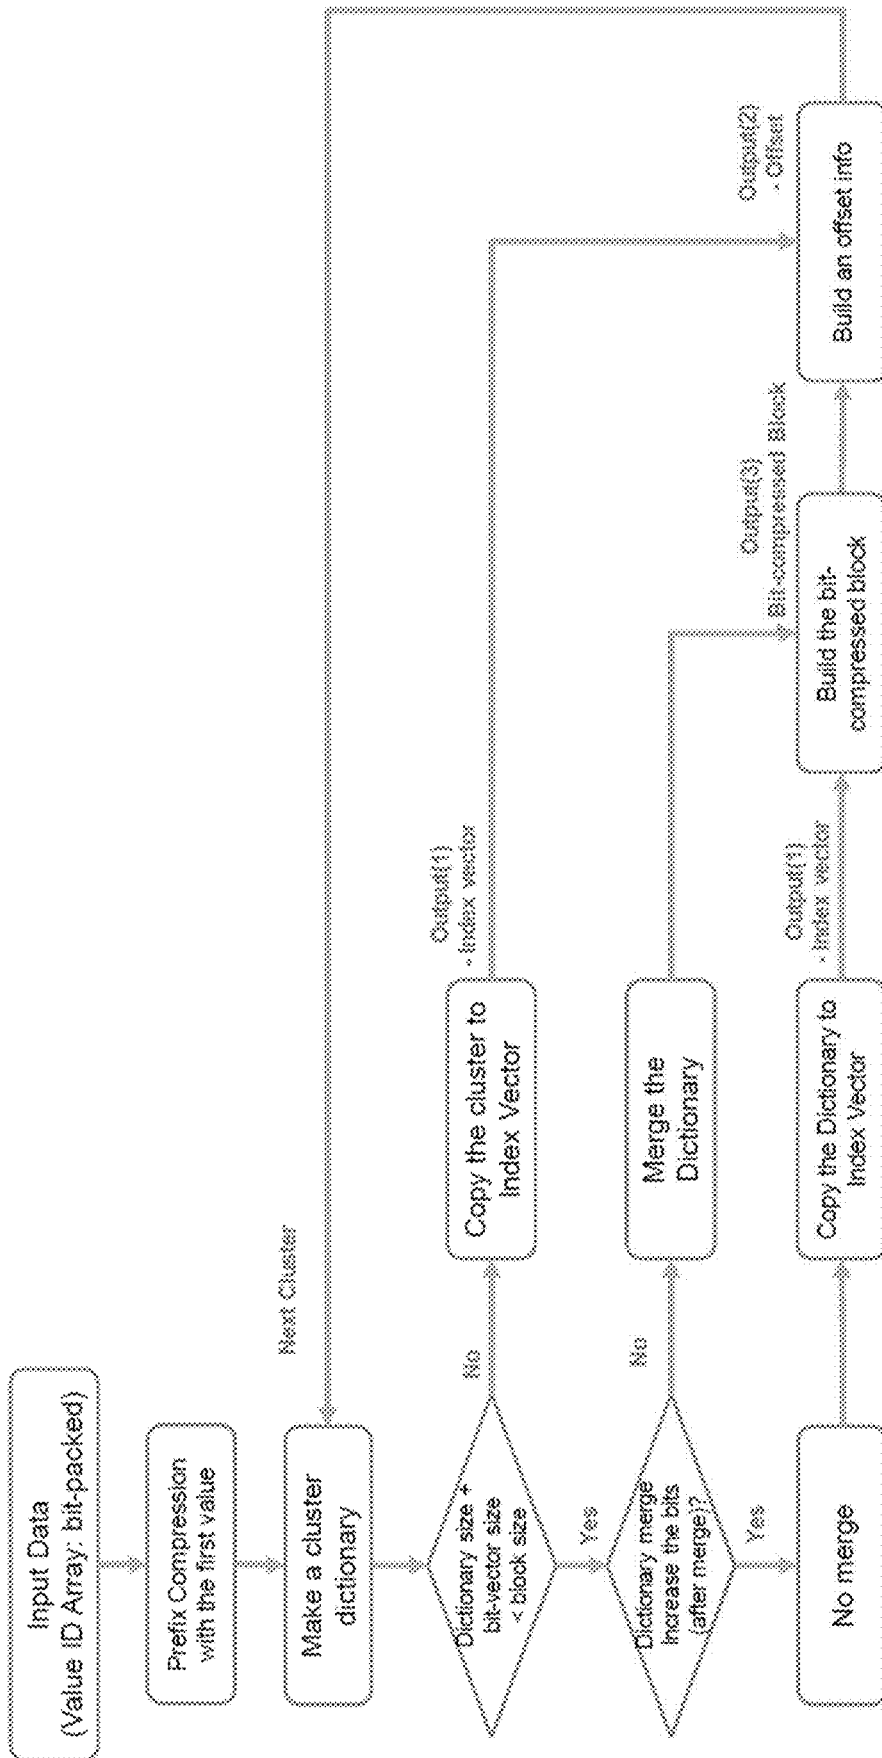 Input Data
(Value ID Array: bit-packed)
Prefix Compression
with the first value
Next Cluster
Make a cluster
dictionary
Dictionary size +
bit-vector size
< block size
No
Copy the cluster to
Index Vector
Output(1)
- Index vector
Yes
Dictionary merge
Increase the bits
(after merge)?
No
Merge the
Dictionary
Yes
No merge
Copy the Dictionary to
Index Vector
Output(1)
- Index vector
Build the bit-
compressed block
Output(3)
Bit-compressed Block
Build an offset info
Output(2)
- Offset